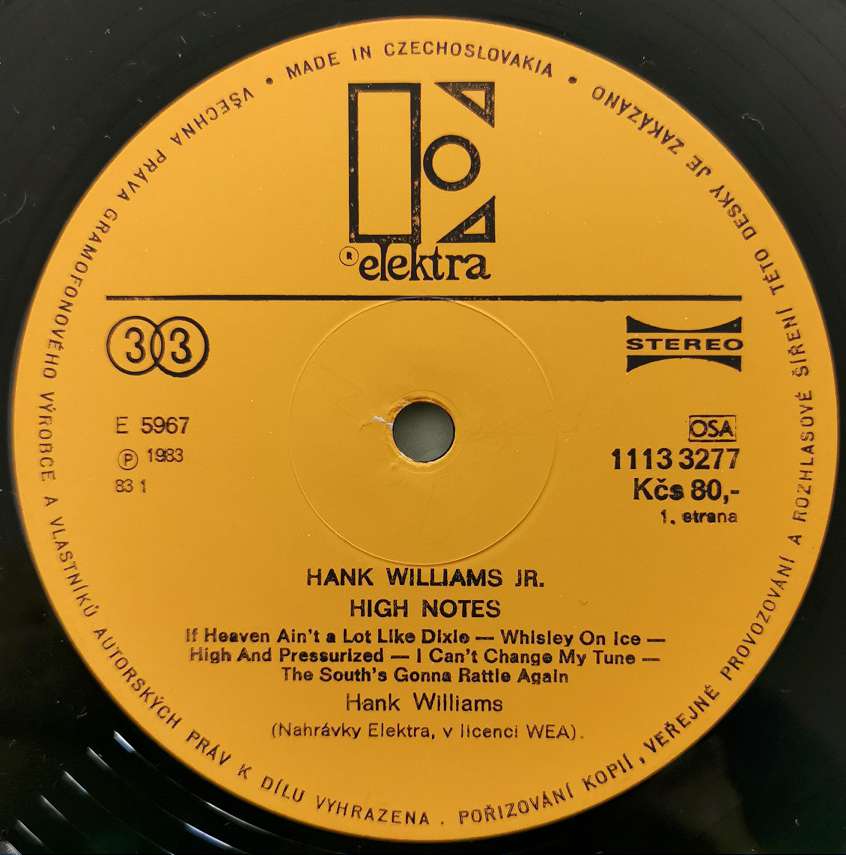 MADE IN CZECHOSLOVAKIA •
VŠECHNA PRÁVA GRAMOFONOVÉHO VÝROBCE A VLASTNÍKŮ AUTORSKÝCH PRÁV K DÍLU VYHRAZENA . POŘIZOVÁNÍ KOPIÍ, VEŘEJNÉ PROVOZOVÁNÍ A ROZHLASOVÉ ŠÍŘENÍ TÉTO DESKY JE ZAKÁZÁNO •
® elektra
33
STEREO
E 5967
Ⓟ 1983
83 1
OSA
1113 3277
Kčs 80,-
1. strana
HANK WILLIAMS JR.
HIGH NOTES
If Heaven Ain't a Lot Like Dixie — Whisley On Ice —
High And Pressurized — I Can't Change My Tune —
The South's Gonna Rattle Again
Hank Williams
(Nahrávky Elektra, v licenci WEA).